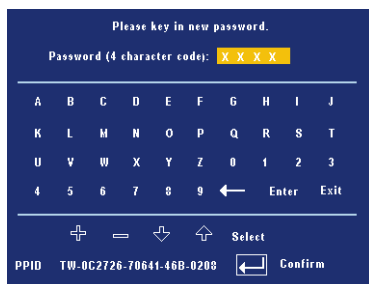 Please key in new password.
Password (4 character code): X X X X
A B C D E F G H I J
K L M N O P Q R S T
U V W X Y Z 0 1 2 3
4 5 6 7 8 9 ← Enter Exit
Select
PPID TW-0C2726-70641-46B-0208 Confirm